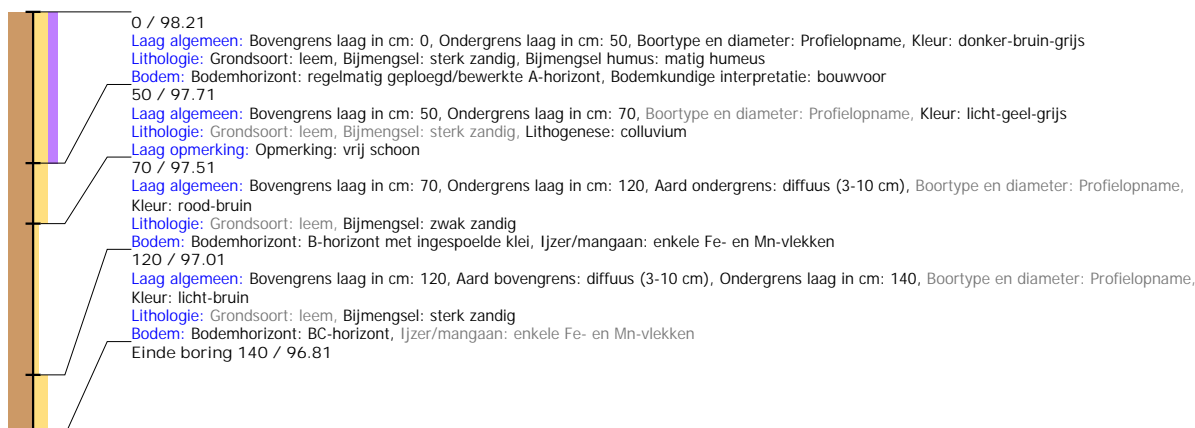 0 / 98.21
Laag algemeen: Bovengrens laag in cm: 0, Ondergrens laag in cm: 50, Boortype en diameter: Profielopname, Kleur: donker-bruin-grijs
Lithologie: Grondsoort: leem, Bijmengsel: sterk zandig, Bijmengsel humus: matig humeus
Bodem: Bodemhorizont: regelmatig geploegd/bewerkte A-horizont, Bodemkundige interpretatie: bouwvoor
50 / 97.71
Laag algemeen: Bovengrens laag in cm: 50, Ondergrens laag in cm: 70, Boortype en diameter: Profielopname, Kleur: licht-geel-grijs
Lithologie: Grondsoort: leem, Bijmengsel: sterk zandig, Lithogenese: colluvium
Laag opmerking: Opmerking: vrij schoon
70 / 97.51
Laag algemeen: Bovengrens laag in cm: 70, Ondergrens laag in cm: 120, Aard ondergrens: diffuus (3-10 cm), Boortype en diameter: Profielopname,
Kleur: rood-bruin
Lithologie: Grondsoort: leem, Bijmengsel: zwak zandig
Bodem: Bodemhorizont: B-horizont met ingespoelde klei, Ijzer/mangaan: enkele Fe- en Mn-vlekken
120 / 97.01
Laag algemeen: Bovengrens laag in cm: 120, Aard bovengrens: diffuus (3-10 cm), Ondergrens laag in cm: 140, Boortype en diameter: Profielopname,
Kleur: licht-bruin
Lithologie: Grondsoort: leem, Bijmengsel: sterk zandig
Bodem: Bodemhorizont: BC-horizont, Ijzer/mangaan: enkele Fe- en Mn-vlekken
Einde boring 140 / 96.81